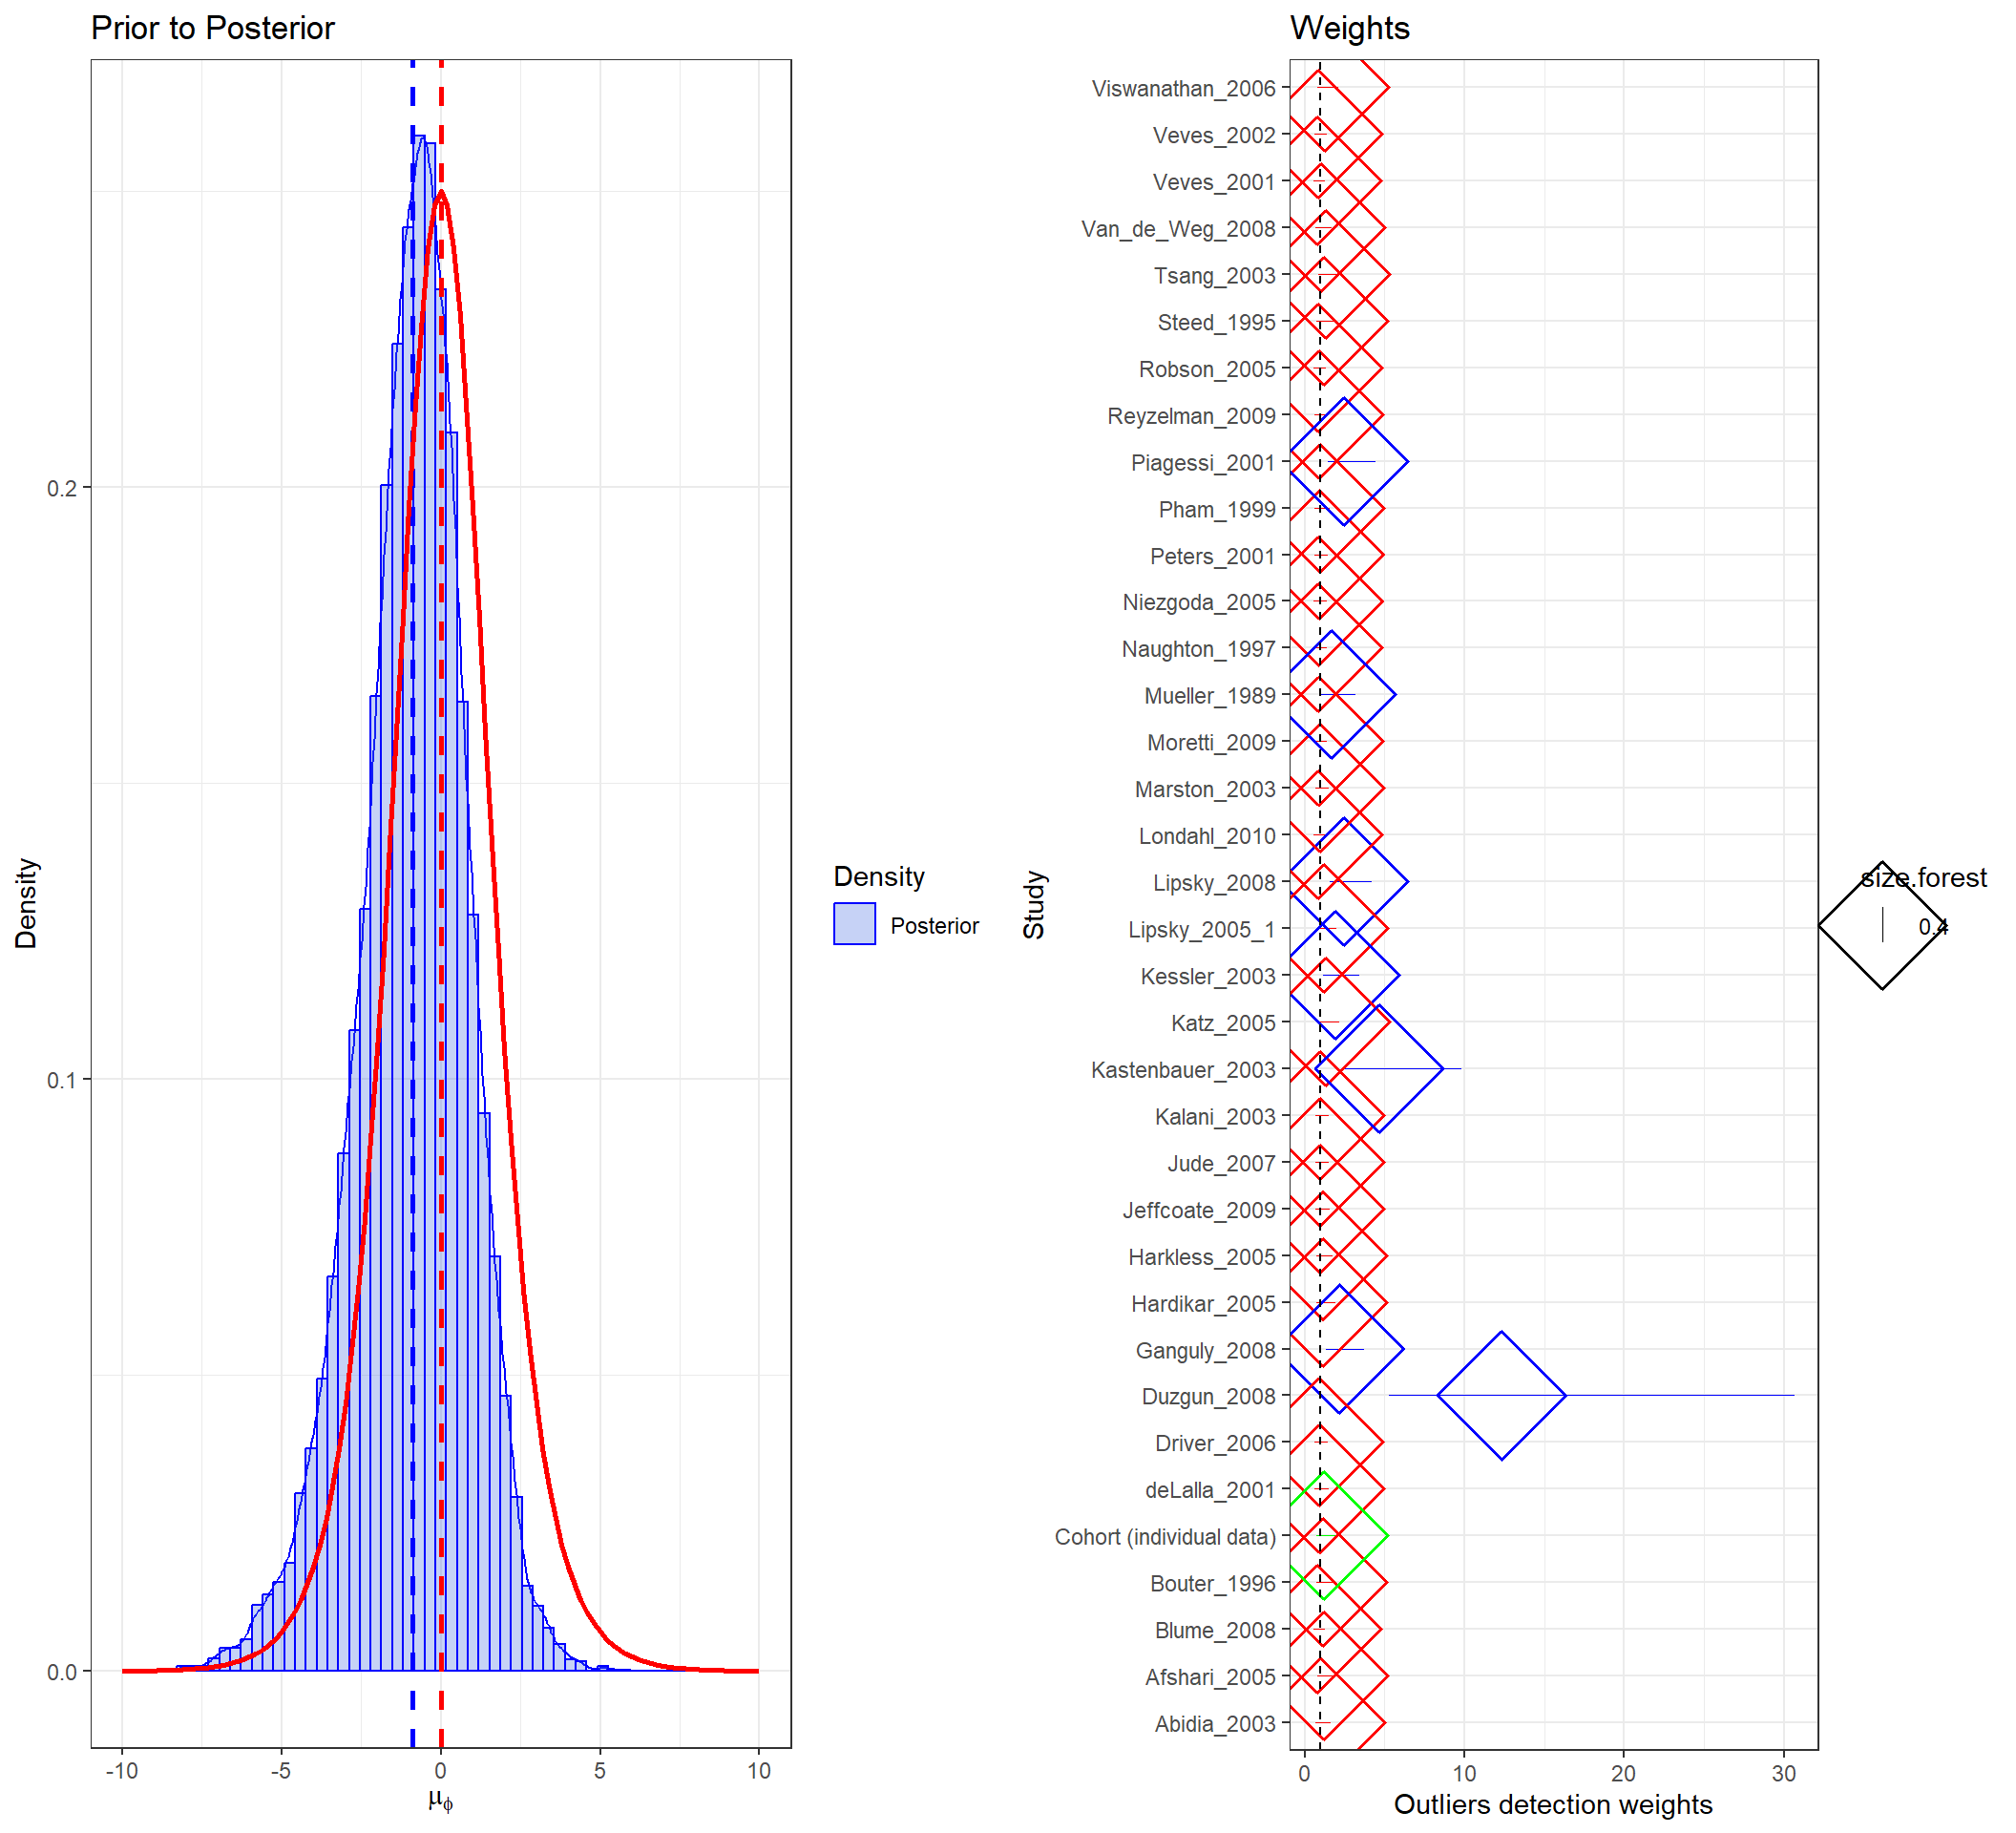 Prior to Posterior
Density
0.2
0.1
0.0
-10
-5
0
5
10
μϕ
Density
Posterior
Weights
Study
Viswanathan_2006
Veves_2002
Veves_2001
Van_de_Weg_2008
Tsang_2003
Steed_1995
Robson_2005
Reyzelman_2009
Piagessi_2001
Pham_1999
Peters_2001
Niezgoda_2005
Naughton_1997
Mueller_1989
Moretti_2009
Marston_2003
Londahl_2010
Lipsky_2008
Lipsky_2005_1
Kessler_2003
Katz_2005
Kastenbauer_2003
Kalani_2003
Jude_2007
Jeffcoate_2009
Harkless_2005
Hardikar_2005
Ganguly_2008
Duzgun_2008
Driver_2006
deLalla_2001
Cohort (individual data)
Bouter_1996
Blume_2008
Afshari_2005
Abidia_2003
0
10
20
30
Outliers detection weights
size.forest
0.4